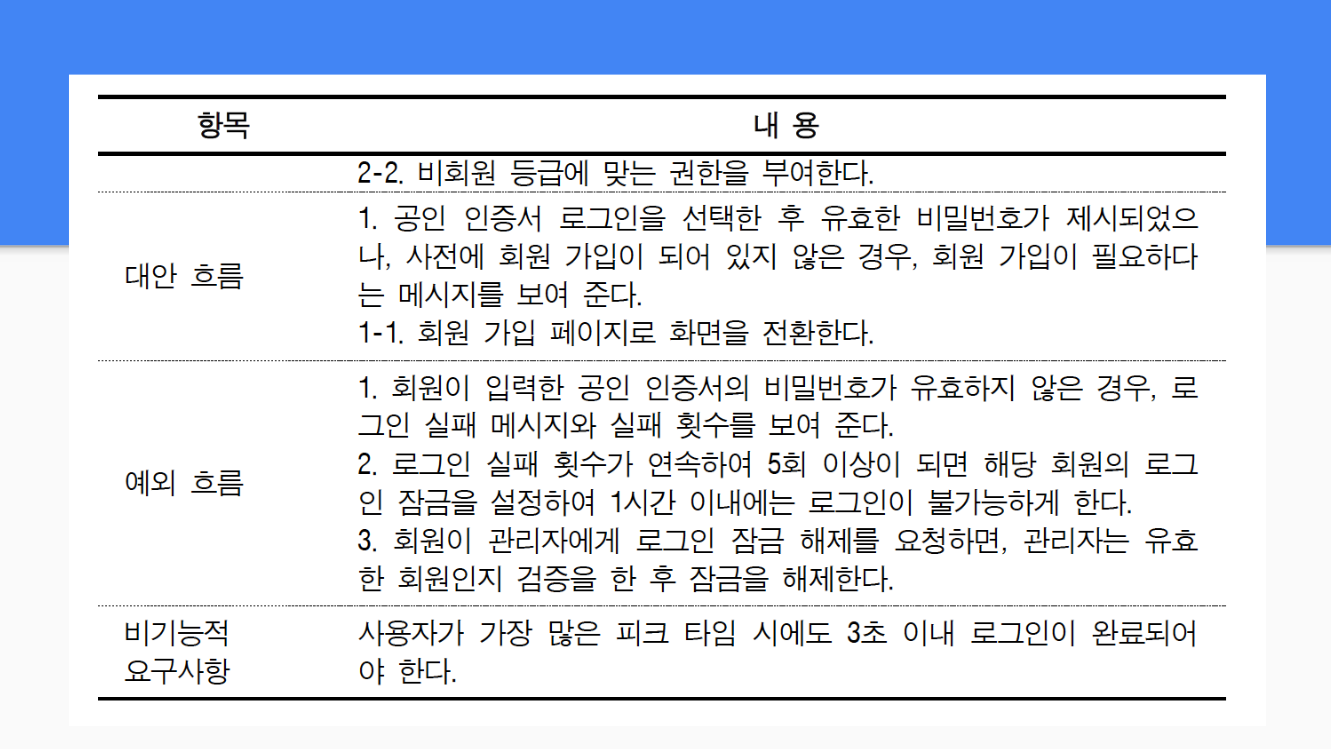 항목 내 용
2-2. 비회원 등급에 맞는 권한을 부여한다.
대안 흐름
1. 공인 인증서 로그인을 선택한 후 유효한 비밀번호가 제시되었으
나, 사전에 회원 가입이 되어 있지 않은 경우, 회원 가입이 필요하다
는 메시지를 보여 준다.
1-1. 회원 가입 페이지로 화면을 전환한다.
예외 흐름
1. 회원이 입력한 공인 인증서의 비밀번호가 유효하지 않은 경우, 로
그인 실패 메시지와 실패 횟수를 보여 준다.
2. 로그인 실패 횟수가 연속하여 5회 이상이 되면 해당 회원의 로그
인 잠금을 설정하여 1시간 이내에는 로그인이 불가능하게 한다.
3. 회원이 관리자에게 로그인 잠금 해제를 요청하면, 관리자는 유효
한 회원인지 검증을 한 후 잠금을 해제한다.
비기능적
요구사항
사용자가 가장 많은 피크 타임 시에도 3초 이내 로그인이 완료되어
야 한다.